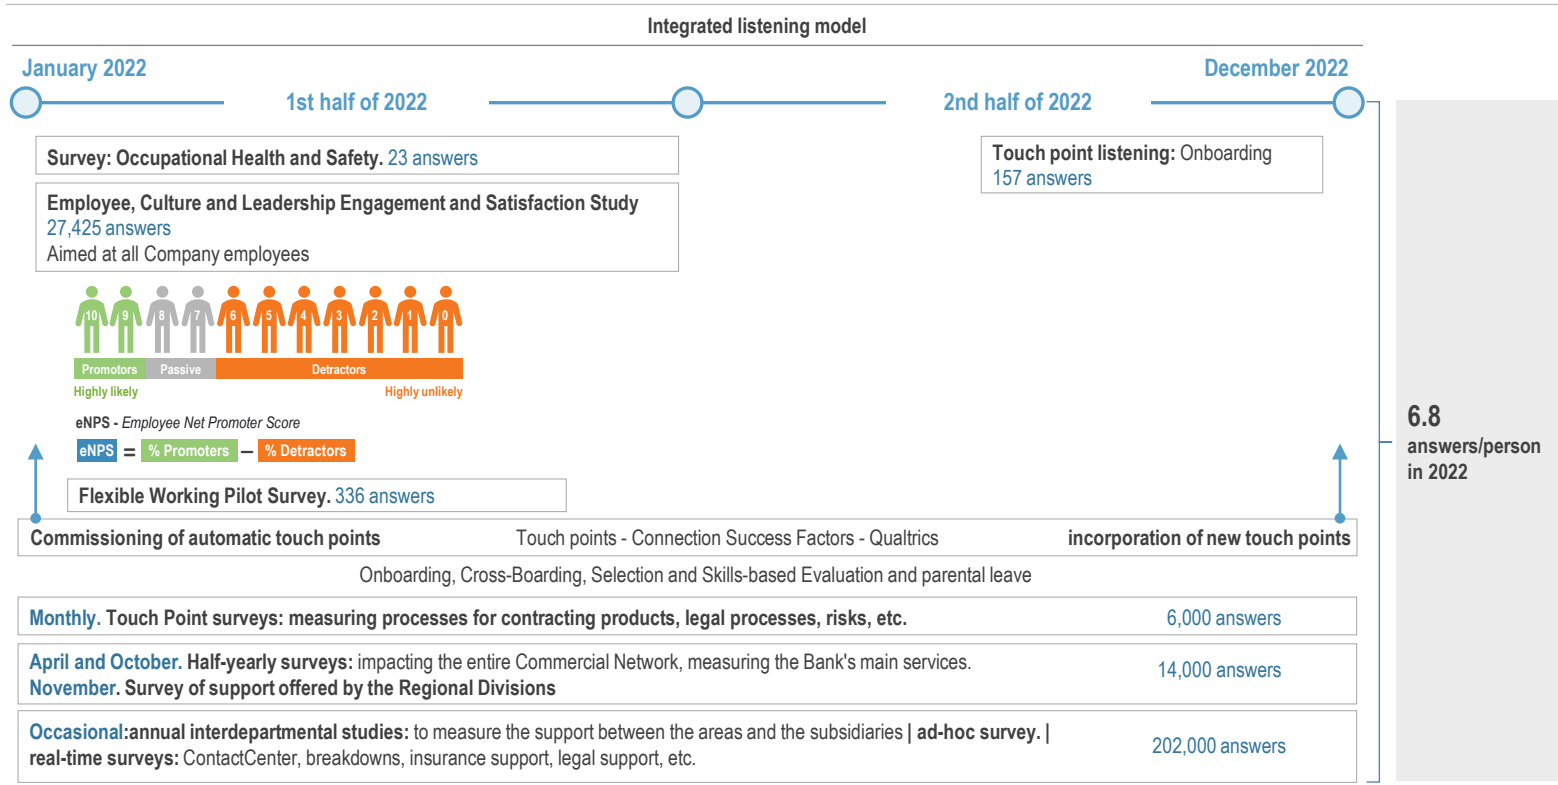 Integrated listening model
January 2022
December 2022
1st half of 2022
2nd half of 2022
Survey: Occupational Health and Safety. 23 answers
Touch point listening: Onboarding
157 answers
Employee, Culture and Leadership Engagement and Satisfaction Study
27,425 answers
Aimed at all Company employees
10 9 8 7 6 5 4 3 2 1 0
Promotors Passive Detractors
Highly likely Highly unlikely
eNPS - Employee Net Promoter Score
eNPS = % Promoters – % Detractors
6.8
answers/person
in 2022
Flexible Working Pilot Survey. 336 answers
Commissioning of automatic touch points Touch points - Connection Success Factors - Qualtrics incorporation of new touch points
Onboarding, Cross-Boarding, Selection and Skills-based Evaluation and parental leave
Monthly. Touch Point surveys: measuring processes for contracting products, legal processes, risks, etc. 6,000 answers
April and October. Half-yearly surveys: impacting the entire Commercial Network, measuring the Bank's main services.
November. Survey of support offered by the Regional Divisions
14,000 answers
Occasional:annual interdepartmental studies: to measure the support between the areas and the subsidiaries | ad-hoc survey. |
real-time surveys: ContactCenter, breakdowns, insurance support, legal support, etc.
202,000 answers